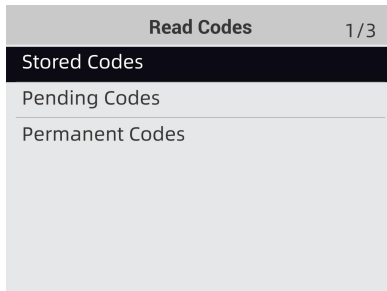 Read Codes 1/3
Stored Codes
Pending Codes
Permanent Codes